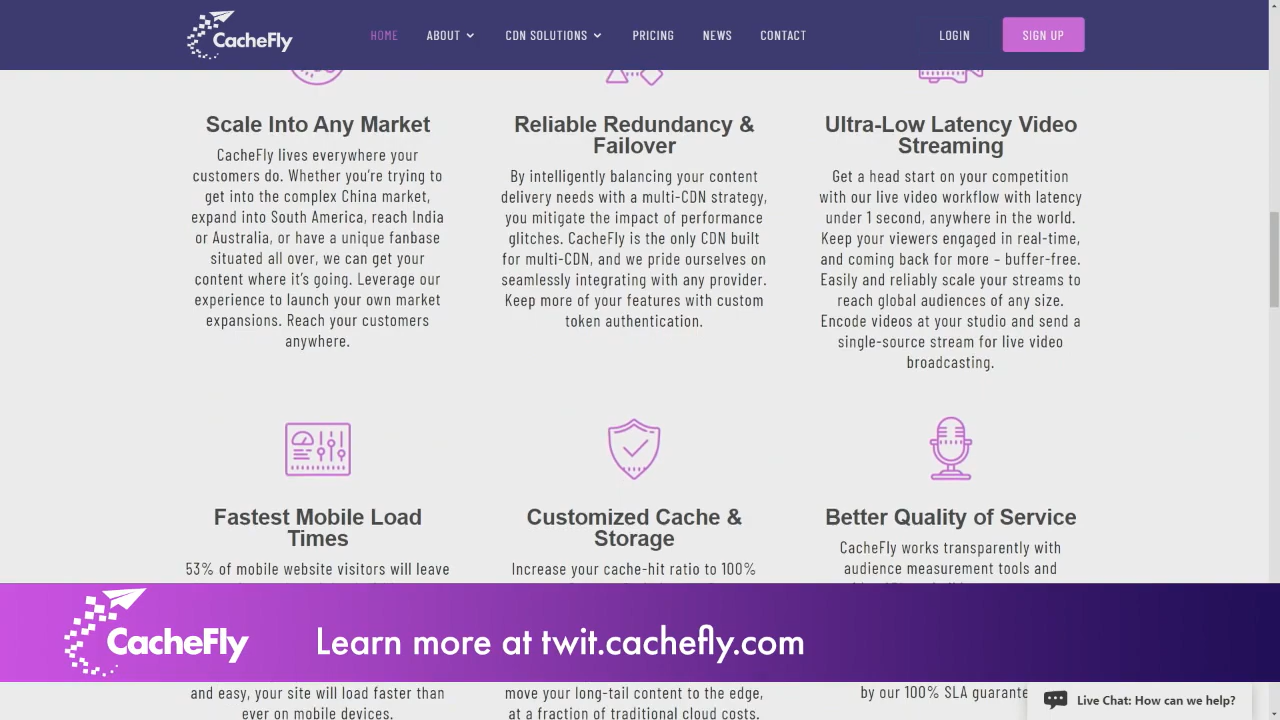 CacheFly
HOME
ABOUT
CDN SOLUTIONS
PRICING
NEWS
CONTACT
LOGIN
SIGN UP
Scale Into Any Market
CacheFly lives everywhere your
customers do. Whether you’re trying to
get into the complex China market,
expand into South America, reach India
or Australia, or have a unique fanbase
situated all over, we can get your
content where it’s going. Leverage our
experience to launch your own market
expansions. Reach your customers
anywhere.
Reliable Redundancy &
Failover
By intelligently balancing your content
delivery needs with a multi-CDN strategy,
you mitigate the impact of performance
glitches. CacheFly is the only CDN built
for multi-CDN, and we pride ourselves on
seamlessly integrating with any provider.
Keep more of your features with custom
token authentication.
Ultra-Low Latency Video
Streaming
Get a head start on your competition
with our live video workflow with latency
under 1 second, anywhere in the world.
Keep your viewers engaged in real-time,
and coming back for more – buffer-free.
Easily and reliably scale your streams to
reach global audiences of any size.
Encode videos at your studio and send a
single-source stream for live video
broadcasting.
Fastest Mobile Load
Times
53% of mobile website visitors will leave
and easy, your site will load faster than
ever on mobile devices.
Customized Cache &
Storage
Increase your cache-hit ratio to 100%
move your long-tail content to the edge,
at a fraction of traditional cloud costs.
Better Quality of Service
CacheFly works transparently with
audience measurement tools and
by our 100% SLA guarante
CacheFly
Learn more at twit.cachefly.com
Live Chat: How can we help?